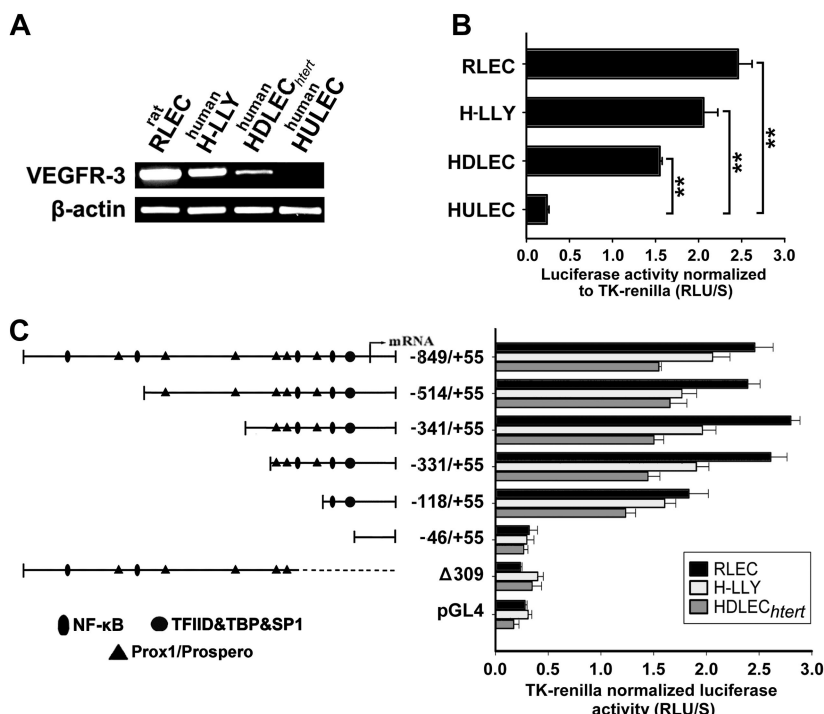 A
rat RLEC
human H-LLY
human HDLEC htert
human HULEC
VEGFR-3
β-actin
B
RLEC
H-LLY
HDLEC
HULEC
**
**
**
0.0 0.5 1.0 1.5 2.0 2.5 3.0
Luciferase activity normalized
to TK-renilla (RLU/S)
C
mRNA
-849/+55
-514/+55
-341/+55
-331/+55
-118/+55
-46/+55
Δ309
pGL4
NF-κB
TFIID&TBP&SP1
Prox1/Prospero
RLEC
H-LLY
HDLEChtert
0.0 0.5 1.0 1.5 2.0 2.5 3.0
TK-renilla normalized luciferase
activity (RLU/S)